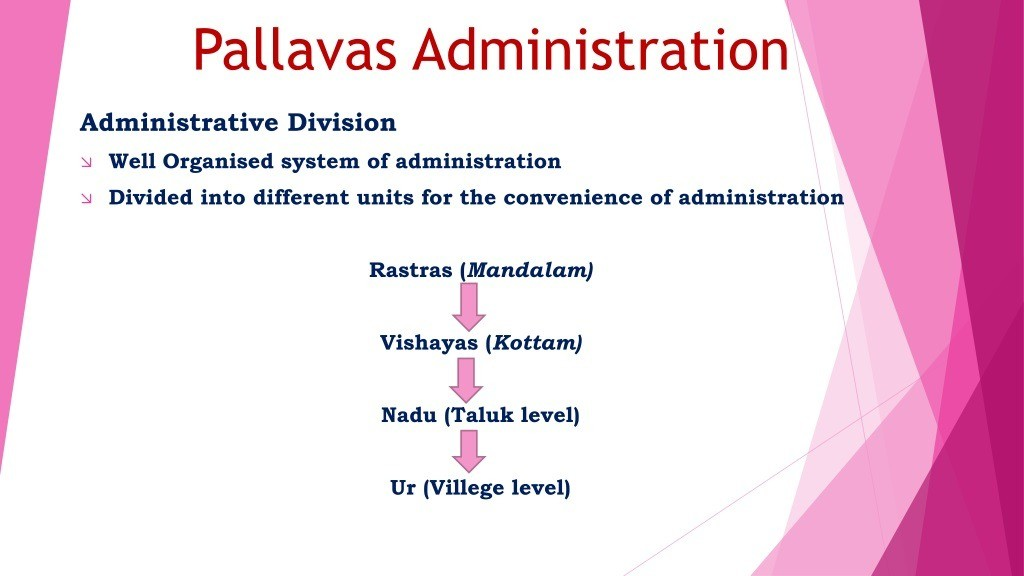 Pallavas Administration
Administrative Division
Well Organised system of administration
Divided into different units for the convenience of administration
Rastras (Mandalam)
Vishayas (Kottam)
Nadu (Taluk level)
Ur (Villege level)